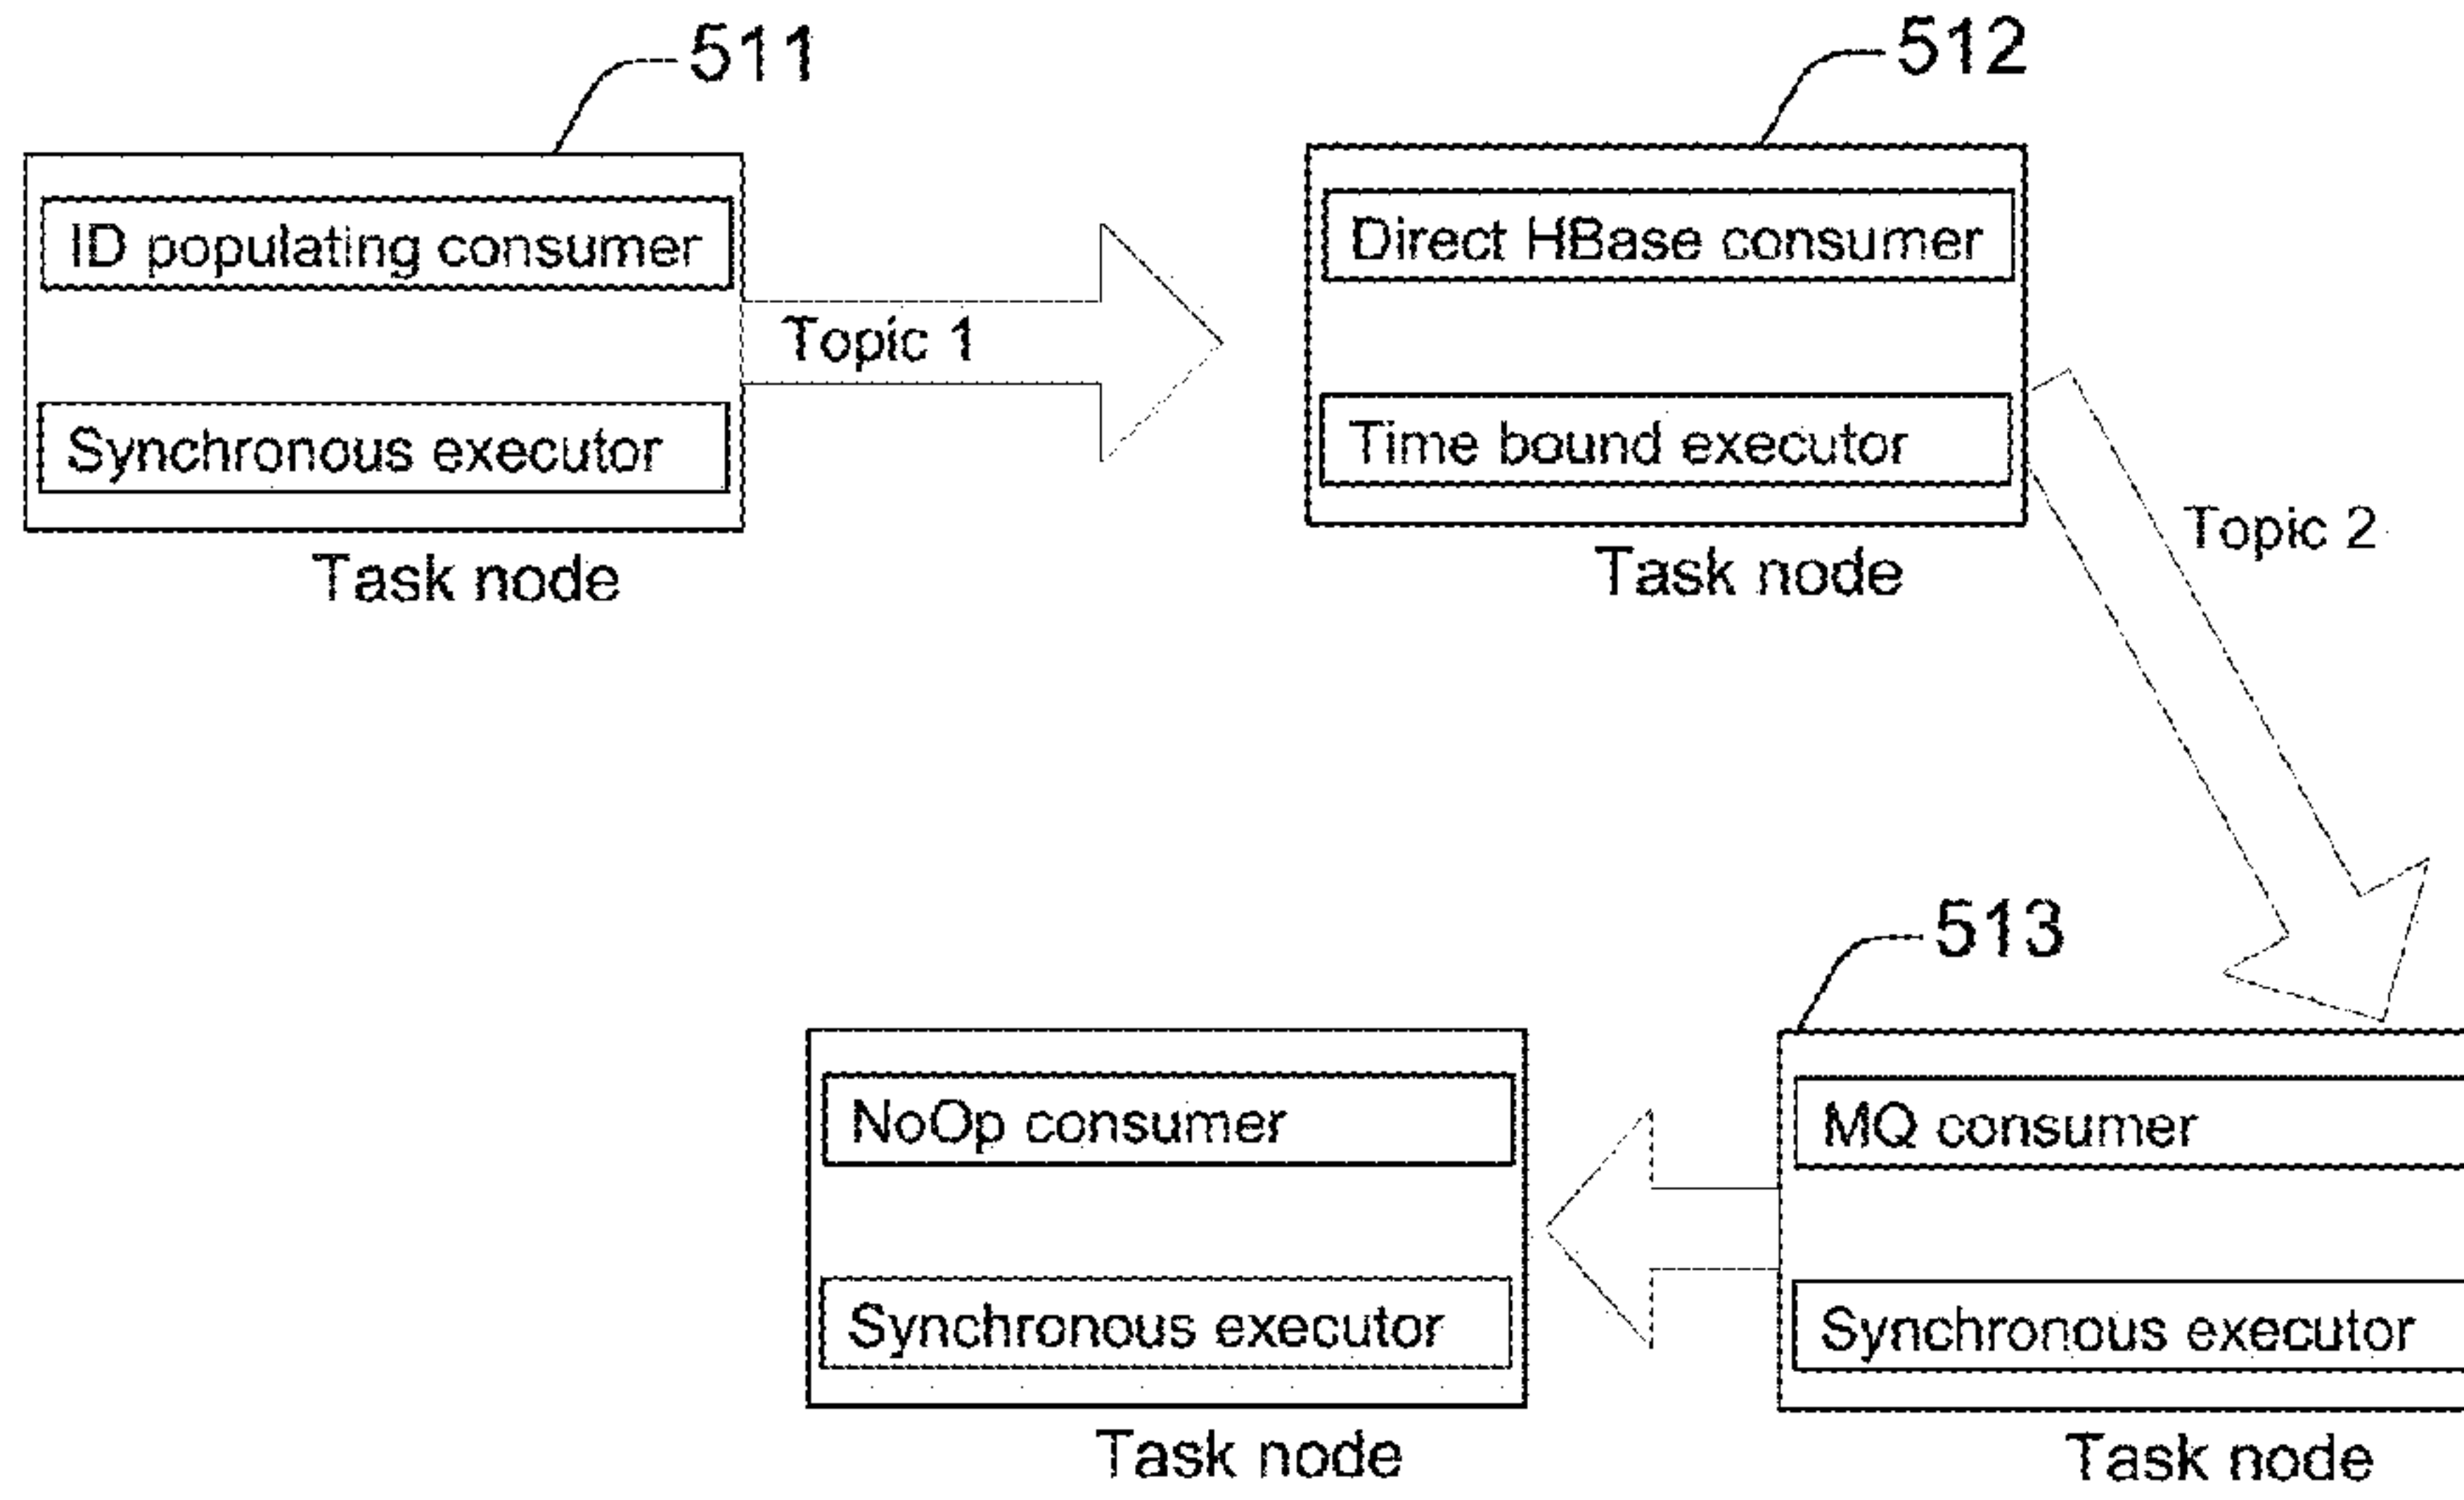 511
512
ID populating consumer
Direct HBase consumer
Topic 1
Synchronous executor
Time bound executor
Task node
Task node
Topic 2
513
NoOp consumer
MQ consumer
Synchronous executor
Synchronous executor
Task node
Task node